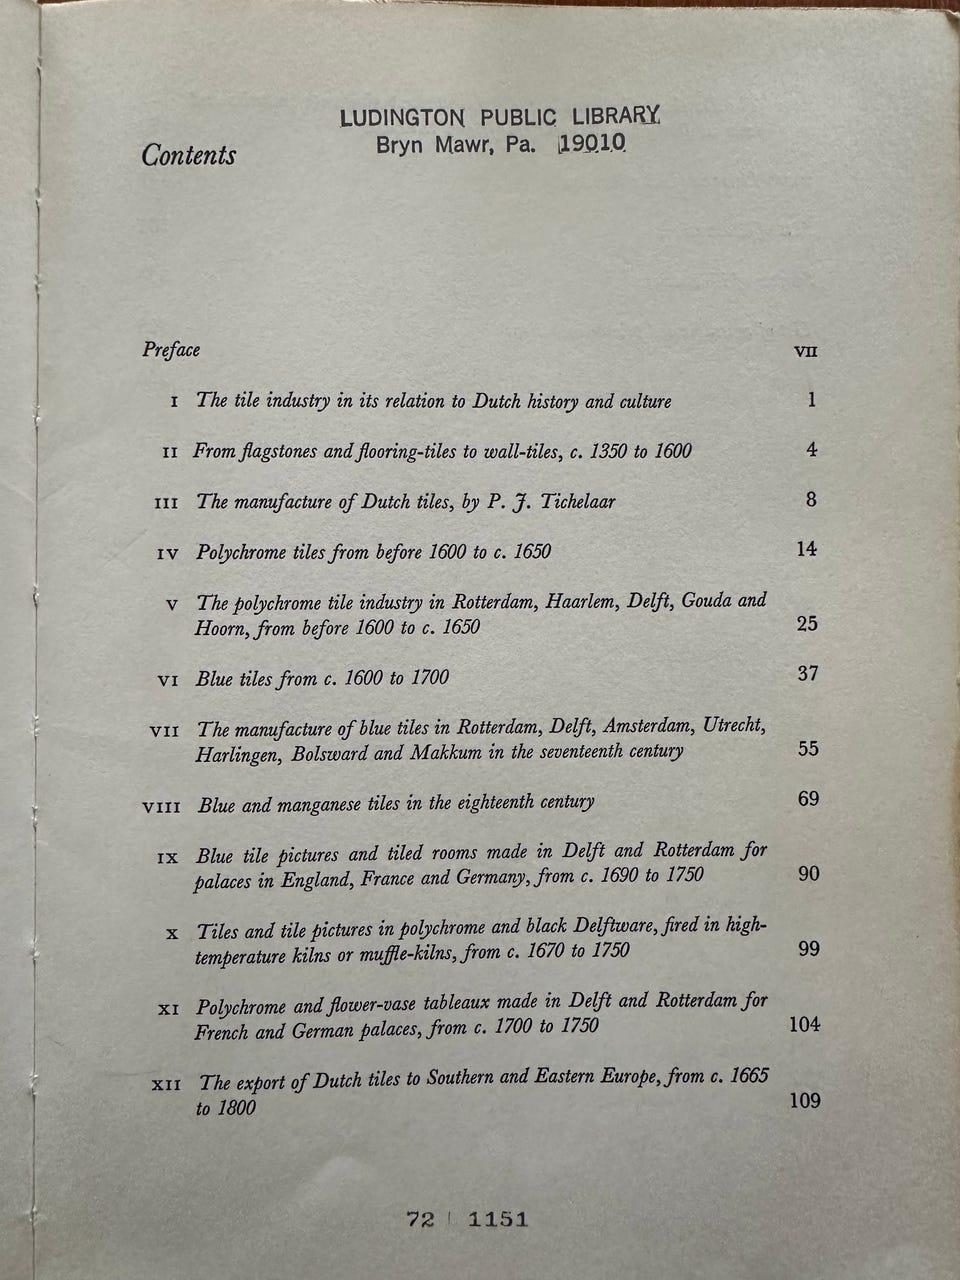 LUDINGTON PUBLIC LIBRARY
Bryn Mawr, Pa. 19010
Contents
Preface VII
I The tile industry in its relation to Dutch history and culture 1
II From flagstones and flooring-tiles to wall-tiles, c. 1350 to 1600 4
III The manufacture of Dutch tiles, by P. J. Tichelaar 8
IV Polychrome tiles from before 1600 to c. 1650 14
V The polychrome tile industry in Rotterdam, Haarlem, Delft, Gouda and
Hoorn, from before 1600 to c. 1650 25
VI Blue tiles from c. 1600 to 1700 37
VII The manufacture of blue tiles in Rotterdam, Delft, Amsterdam, Utrecht,
Harlingen, Bolsward and Makkum in the seventeenth century 55
VIII Blue and manganese tiles in the eighteenth century 69
IX Blue tile pictures and tiled rooms made in Delft and Rotterdam for
palaces in England, France and Germany, from c. 1690 to 1750 90
X Tiles and tile pictures in polychrome and black Delftware, fired in high-
temperature kilns or muffle-kilns, from c. 1670 to 1750 99
XI Polychrome and flower-vase tableaux made in Delft and Rotterdam for
French and German palaces, from c. 1700 to 1750 104
XII The export of Dutch tiles to Southern and Eastern Europe, from c. 1665
to 1800 109
72 | 1151